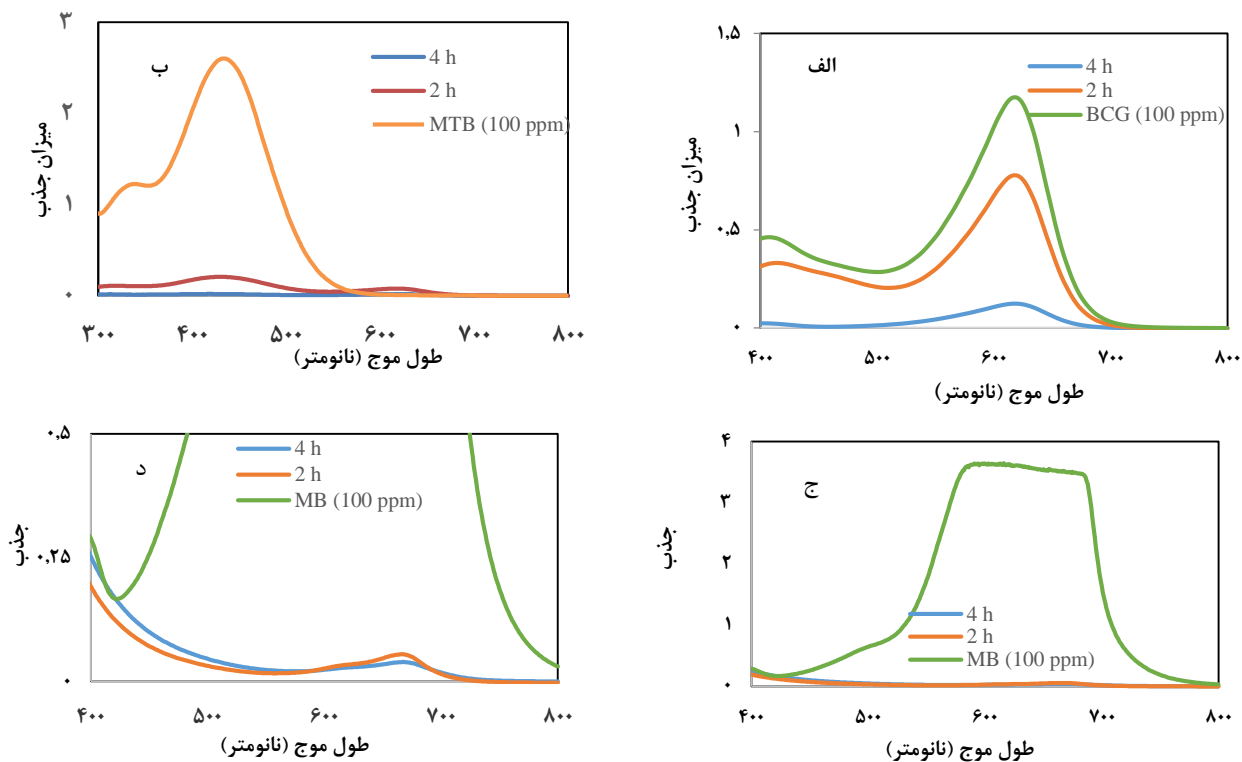 الف
4 h
2 h
BCG (100 ppm)
میزان جذب
۱,۵
۱
۰,۵
۰
۴۰۰ ۵۰۰ ۶۰۰ ۷۰۰ ۸۰۰
طول موج (نانومتر)
ب
4 h
2 h
MTB (100 ppm)
میزان جذب
۳
۲
۱
۰
۳۰۰ ۴۰۰ ۵۰۰ ۶۰۰ ۷۰۰ ۸۰۰
طول موج (نانومتر)
ج
4 h
2 h
MB (100 ppm)
جذب
۴
۳
۲
۱
۰
۴۰۰ ۵۰۰ ۶۰۰ ۷۰۰ ۸۰۰
طول موج (نانومتر)
د
4 h
2 h
MB (100 ppm)
جذب
۰,۵
۰,۲۵
۰
۴۰۰ ۵۰۰ ۶۰۰ ۷۰۰ ۸۰۰
طول موج (نانومتر)